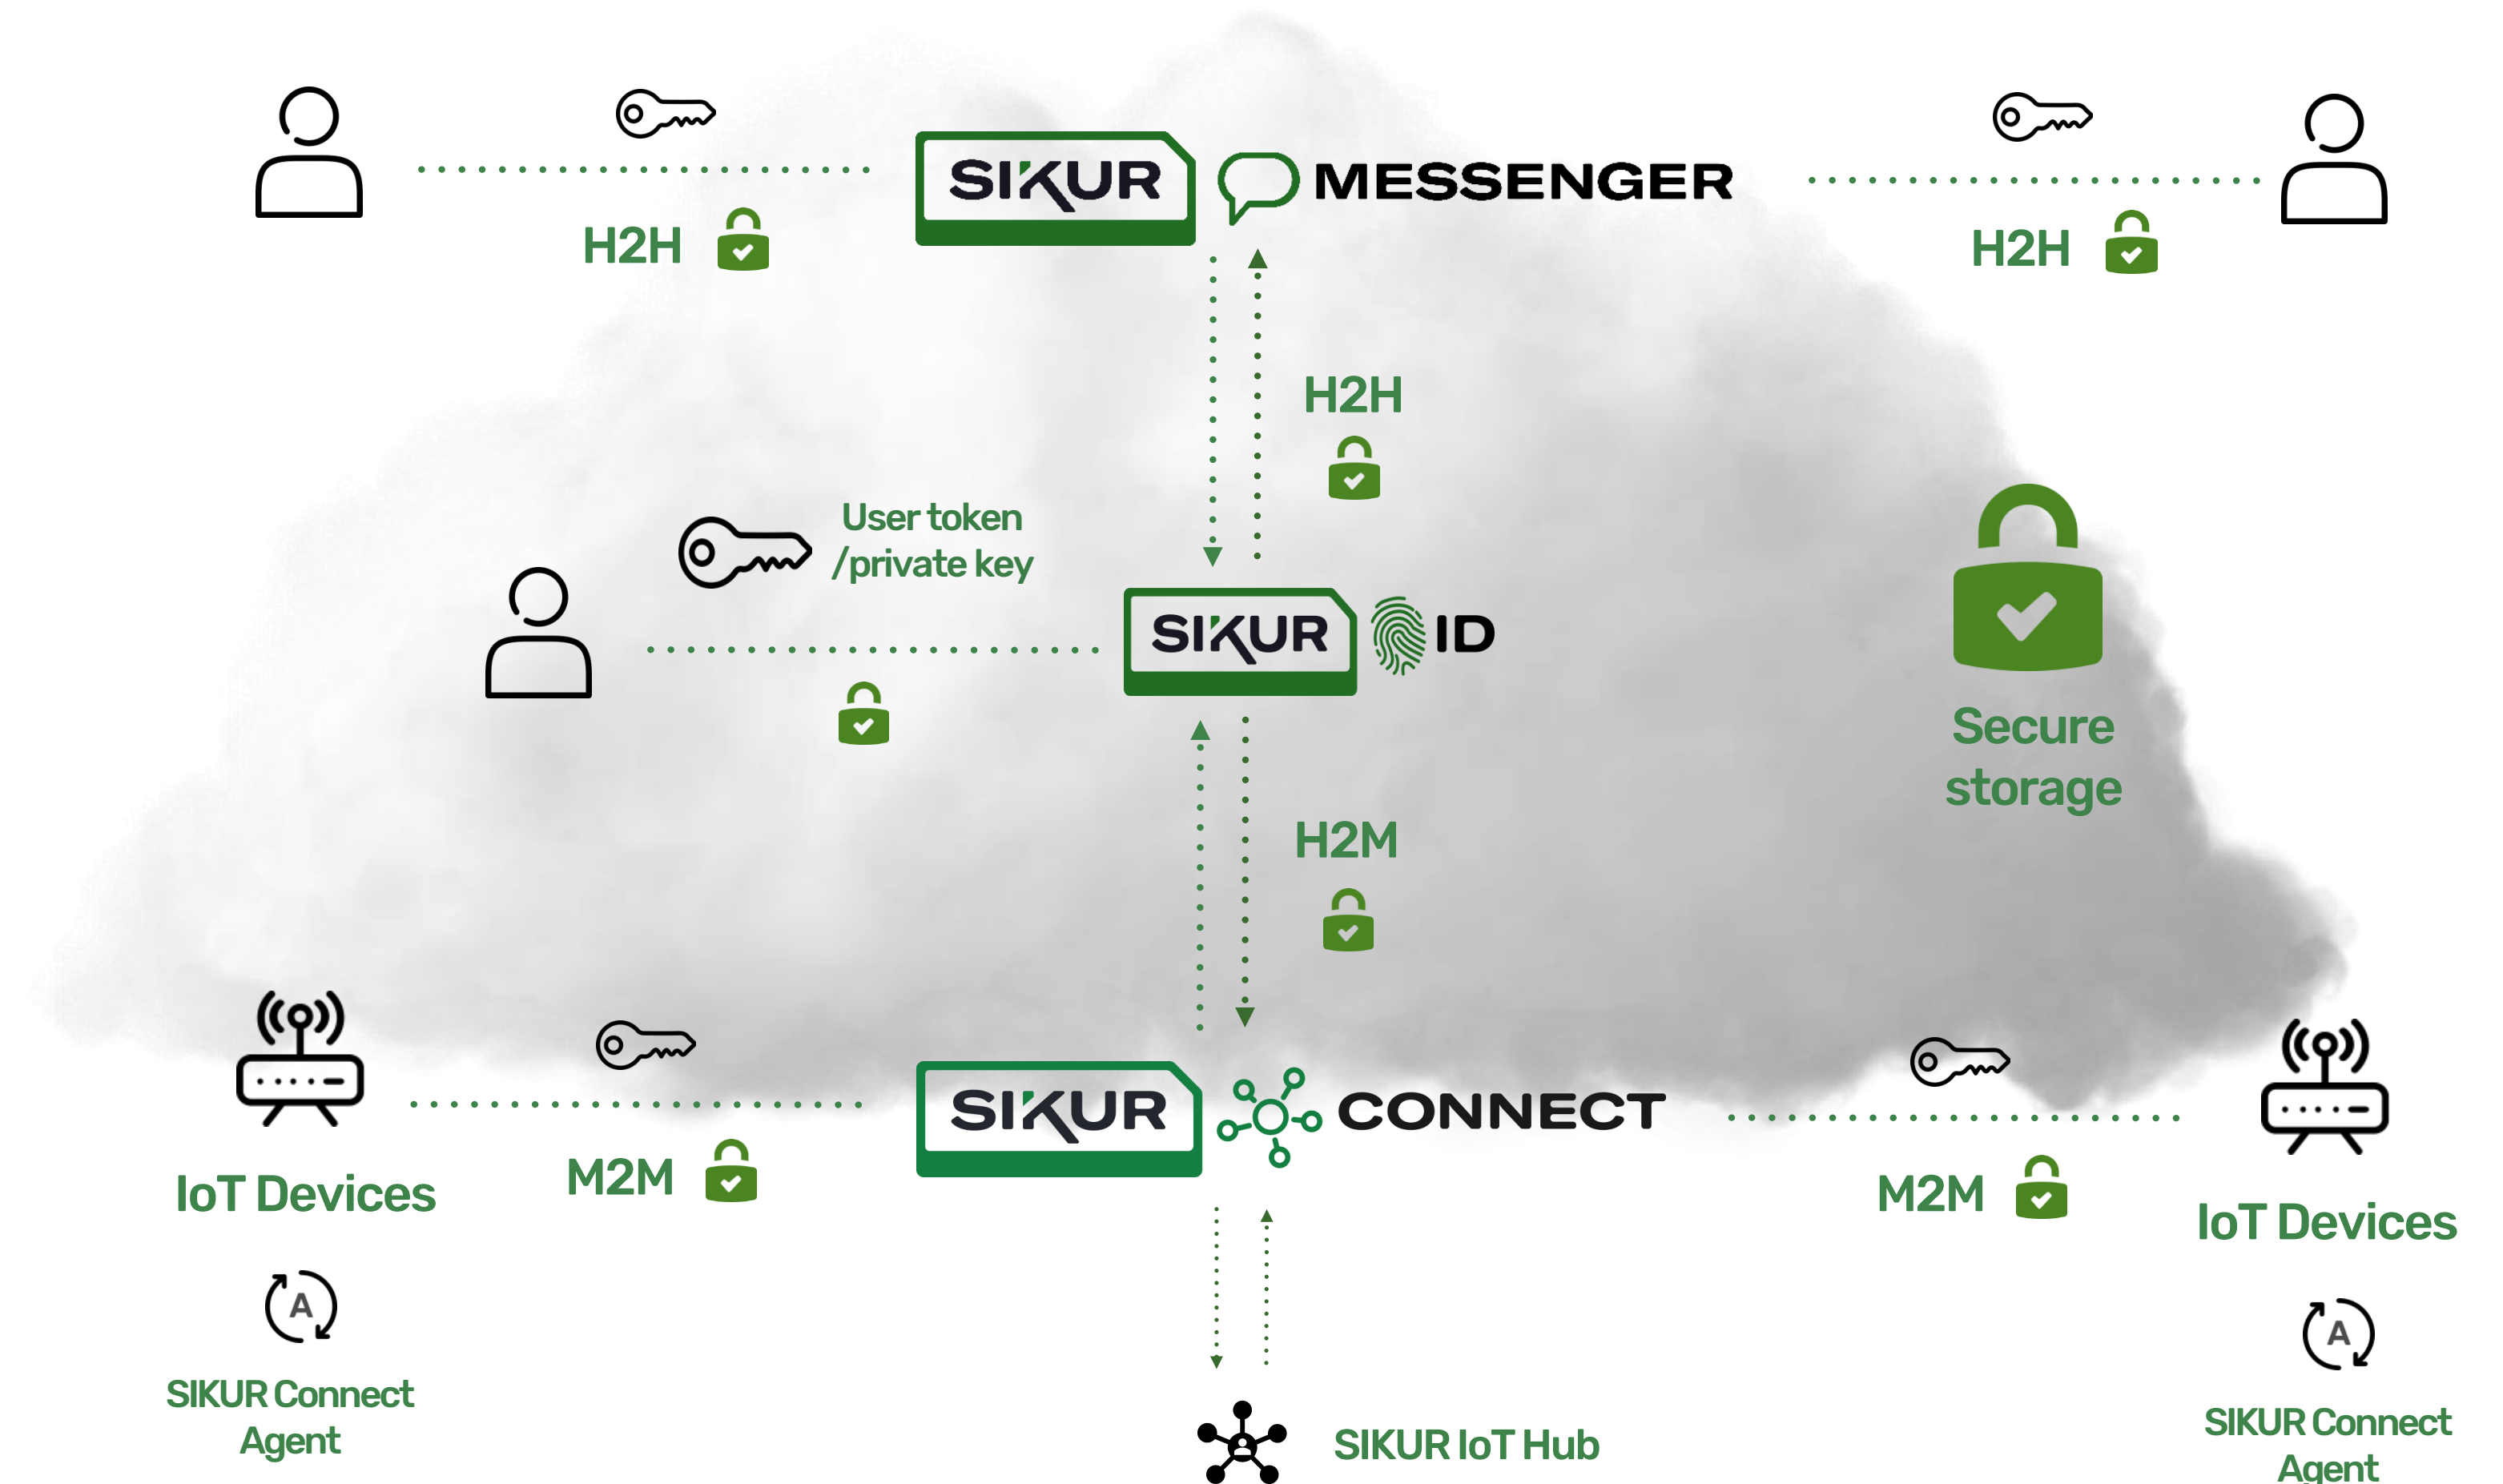 SIKUR MESSENGER
H2H
H2H
H2H
User token
/private key
SIKUR ID
Secure
storage
H2M
SIKUR CONNECT
IoT Devices
M2M
M2M
IoT Devices
A
SIKUR Connect
Agent
A
SIKUR Connect
Agent
SIKUR IoT Hub